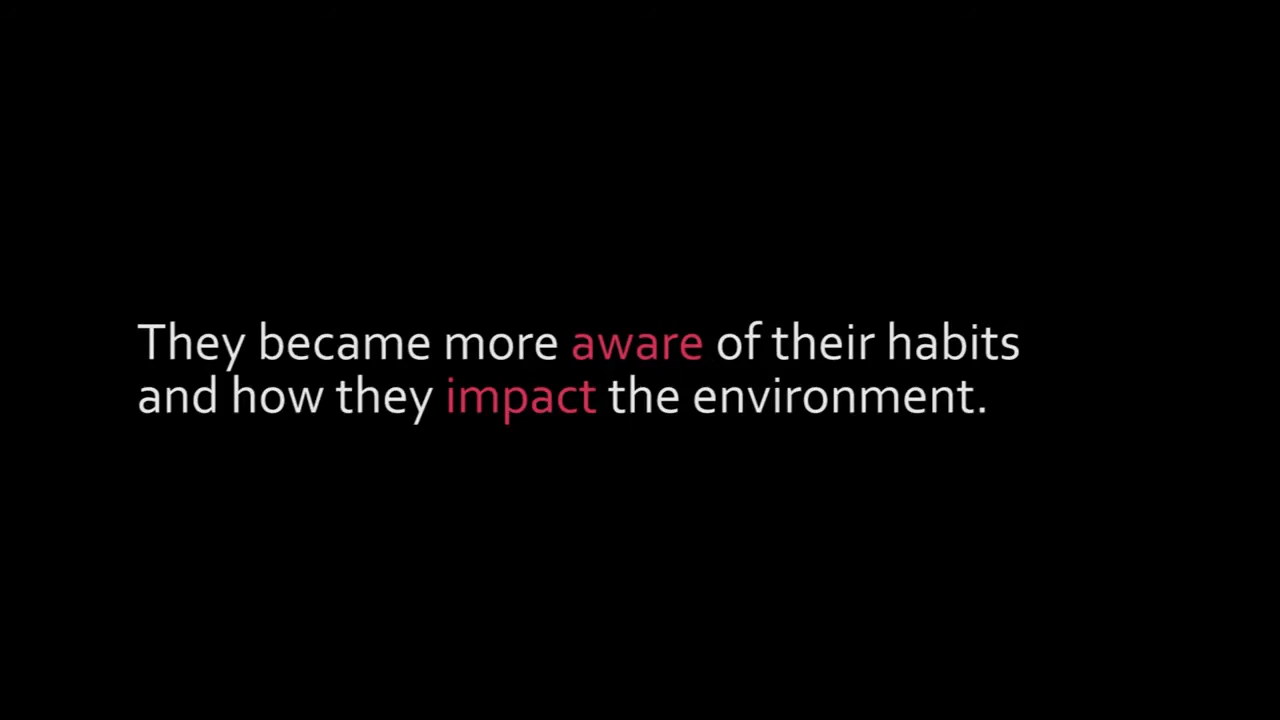 They became more aware of their habits
and how they impact the environment.